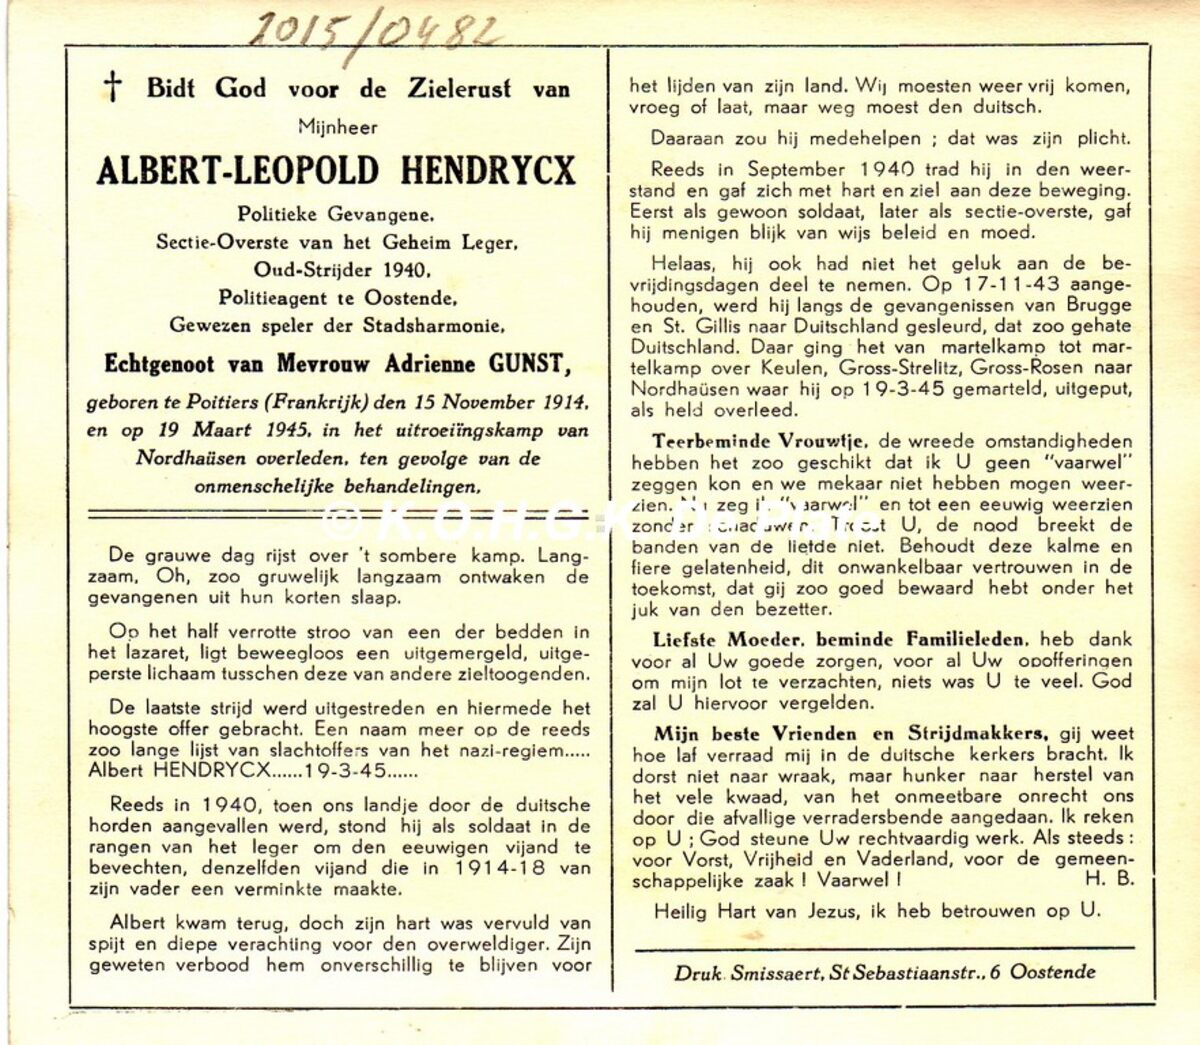 2015/0482
† Bidt God voor de Zielerust van
Mijnheer
ALBERT-LEOPOLD HENDRYCX
Politieke Gevangene,
Sectie-Overste van het Geheim Leger,
Oud-Strijder 1940,
Politieagent te Oostende,
Gewezen speler der Stadsharmonie,
Echtgenoot van Mevrouw Adrienne GUNST,
geboren te Poitiers (Frankrijk) den 15 November 1914,
en op 19 Maart 1945, in het uitroeiïngskamp van
Nordhaüsen overleden, ten gevolge van de
onmenschelijke behandelingen.
De grauwe dag rijst over 't sombere kamp. Lang-
zaam, Oh, zoo gruwelijk langzaam ontwaken de
gevangenen uit hun korten slaap.
Op het half verrotte stroo van een der bedden in
het lazaret, ligt beweegloos een uitgemergeld, uitge-
perste lichaam tusschen deze van andere zieltoogenden.
De laatste strijd werd uitgestreden en hiermede het
hoogste offer gebracht. Een naam meer op de reeds
zoo lange lijst van slachtoffers van het nazi-regiem.....
Albert HENDRYCX......19-3-45......
Reeds in 1940, toen ons landje door de duitsche
horden aangevallen werd, stond hij als soldaat in de
rangen van het leger om den eeuwigen vijand te
bevechten, denzelfden vijand die in 1914-18 van
zijn vader een verminkte maakte.
Albert kwam terug, doch zijn hart was vervuld van
spijt en diepe verachting voor den overweldiger. Zijn
geweten verbood hem onverschillig te blijven voor
het lijden van zijn land. Wij moesten weer vrij komen,
vroeg of laat, maar weg moest den duitsch.
Daaraan zou hij medehelpen ; dat was zijn plicht.
Reeds in September 1940 trad hij in den weer-
stand en gaf zich met hart en ziel aan deze beweging.
Eerst als gewoon soldaat, later als sectie-overste, gaf
hij menigen blijk van wijs beleid en moed.
Helaas, hij ook had niet het geluk aan de be-
vrijdingsdagen deel te nemen. Op 17-11-43 aange-
houden, werd hij langs de gevangenissen van Brugge
en St. Gillis naar Duitschland gesleurd, dat zoo gehate
Duitschland. Daar ging het van martelkamp tot mar-
telkamp over Keulen, Gross-Strelitz, Gross-Rosen naar
Nordhaüsen waar hij op 19-3-45 gemarteld, uitgeput,
als held overleed.
Teerbeminde Vrouwtje, de wreede omstandigheden
hebben het zoo geschikt dat ik U geen "vaarwel"
zeggen kon en we mekaar niet hebben mogen weer-
zien. Nu zeg ik "vaarwel" en tot een eeuwig weerzien
zonder schaduwen. Troost U, de nood breekt de
banden van de liefde niet. Behoudt deze kalme en
fiere gelatenheid, dit onwankelbaar vertrouwen in de
toekomst, dat gij zoo goed bewaard hebt onder het
juk van den bezetter.
Liefste Moeder, beminde Familieleden, heb dank
voor al Uw goede zorgen, voor al Uw opofferingen
om mijn lot te verzachten, niets was U te veel. God
zal U hiervoor vergelden.
Mijn beste Vrienden en Strijdmakkers, gij weet
hoe laf verraad mij in de duitsche kerkers bracht. Ik
dorst niet naar wraak, maar hunker naar herstel van
het vele kwaad, van het onmeetbare onrecht ons
door die afvallige verradersbende aangedaan. Ik reken
op U ; God steune Uw rechtvaardig werk. Als steeds :
voor Vorst, Vrijheid en Vaderland, voor de gemeen-
schappelijke zaak ! Vaarwel ! H. B.
Heilig Hart van Jezus, ik heb betrouwen op U.
Druk. Smissaert, St Sebastiaanstr., 6 Oostende